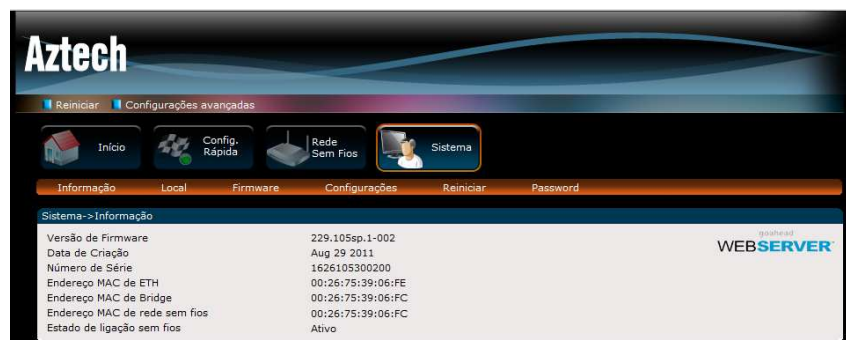 Aztech
Reiniciar Configurações avançadas
Início Config. Rápida Rede Sem Fios Sistema
Informação Local Firmware Configurações Reiniciar Password
Sistema->Informação
Versão de Firmware 229.105sp.1-002
Data de Criação Aug 29 2011
Número de Série 1626105300200
Endereço MAC de ETH 00:26:75:39:06:FE
Endereço MAC de Bridge 00:26:75:39:06:FC
Endereço MAC de rede sem fios 00:26:75:39:06:FC
Estado de ligação sem fios Ativo
goahead
WEBSERVER